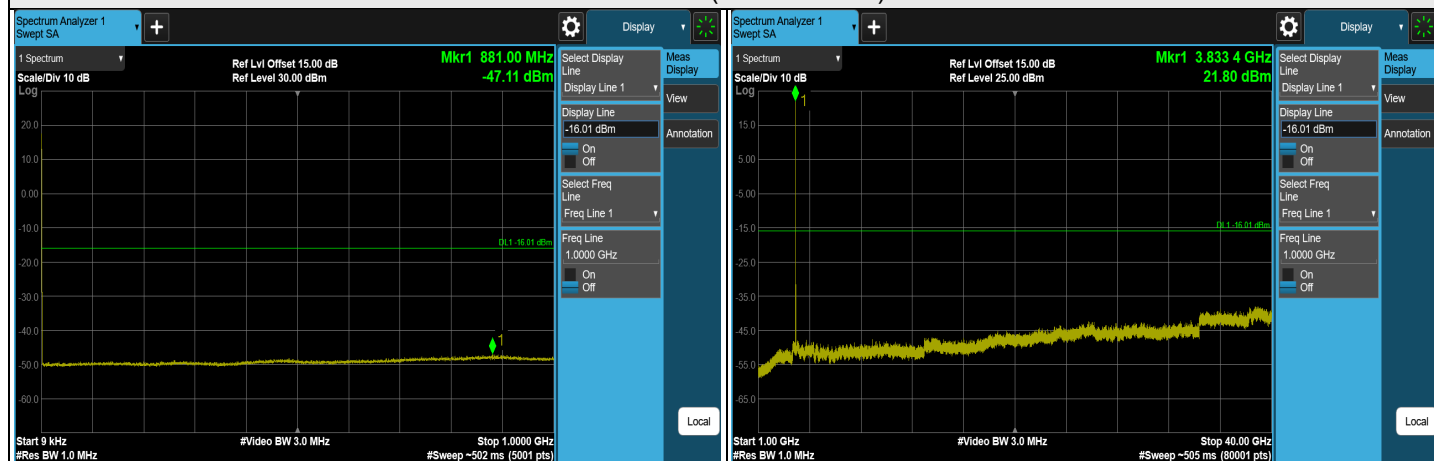 Spectrum Analyzer 1
Swept SA
+
Display
1 Spectrum
Scale/Div 10 dB
Log
Ref Lvl Offset 15.00 dB
Ref Level 30.00 dBm
Mkr1 881.00 MHz
-47.11 dBm
20.0
10.0
0.00
-10.0
-20.0
-30.0
-40.0
-50.0
-60.0
DL1 -16.01 dBm
1
Start 9 kHz
#Res BW 1.0 MHz
#Video BW 3.0 MHz
Stop 1.0000 GHz
#Sweep ~502 ms (5001 pts)
Select Display
Line
Display Line 1
Display Line
-16.01 dBm
On
Off
Select Freq
Line
Freq Line 1
Freq Line
1.0000 GHz
On
Off
Meas
Display
View
Annotation
Local
Spectrum Analyzer 1
Swept SA
+
Display
1 Spectrum
Scale/Div 10 dB
Log
Ref Lvl Offset 15.00 dB
Ref Level 25.00 dBm
Mkr1 3.833 4 GHz
21.80 dBm
1
15.0
5.00
-5.00
-15.0
-25.0
-35.0
-45.0
-55.0
-65.0
DL1 -16.01 dBm
Start 1.00 GHz
#Res BW 1.0 MHz
#Video BW 3.0 MHz
Stop 40.00 GHz
#Sweep ~505 ms (80001 pts)
Select Display
Line
Display Line 1
Display Line
-16.01 dBm
On
Off
Select Freq
Line
Freq Line 1
Freq Line
1.0000 GHz
On
Off
Meas
Display
View
Annotation
Local